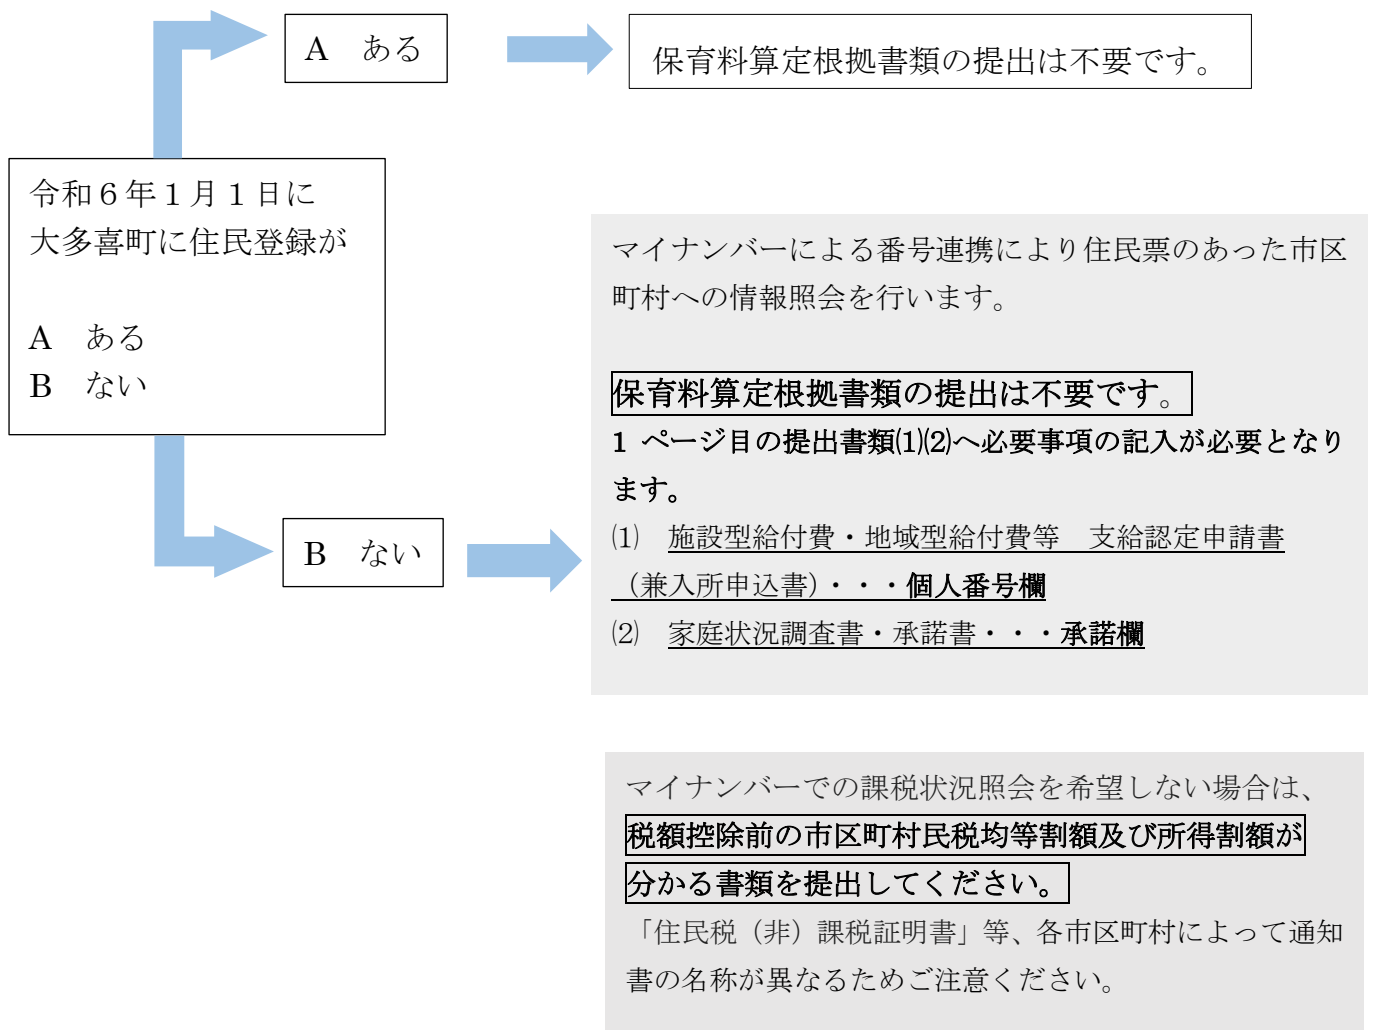 A　ある
保育料算定根拠書類の提出は不要です。
令和６年１月１日に
大多喜町に住民登録が
A　ある
B　ない
B　ない
マイナンバーによる番号連携により住民票のあった市区
町村への情報照会を行います。
保育料算定根拠書類の提出は不要です。
1 ページ目の提出書類⑴⑵へ必要事項の記入が必要となり
ます。
⑴　施設型給付費・地域型給付費等　支給認定申請書
（兼入所申込書）・・・個人番号欄
⑵　家庭状況調査書・承諾書・・・承諾欄
マイナンバーでの課税状況照会を希望しない場合は、
税額控除前の市区町村民税均等割額及び所得割額が
分かる書類を提出してください。
「住民税（非）課税証明書」等、各市区町村によって通知
書の名称が異なるためご注意ください。